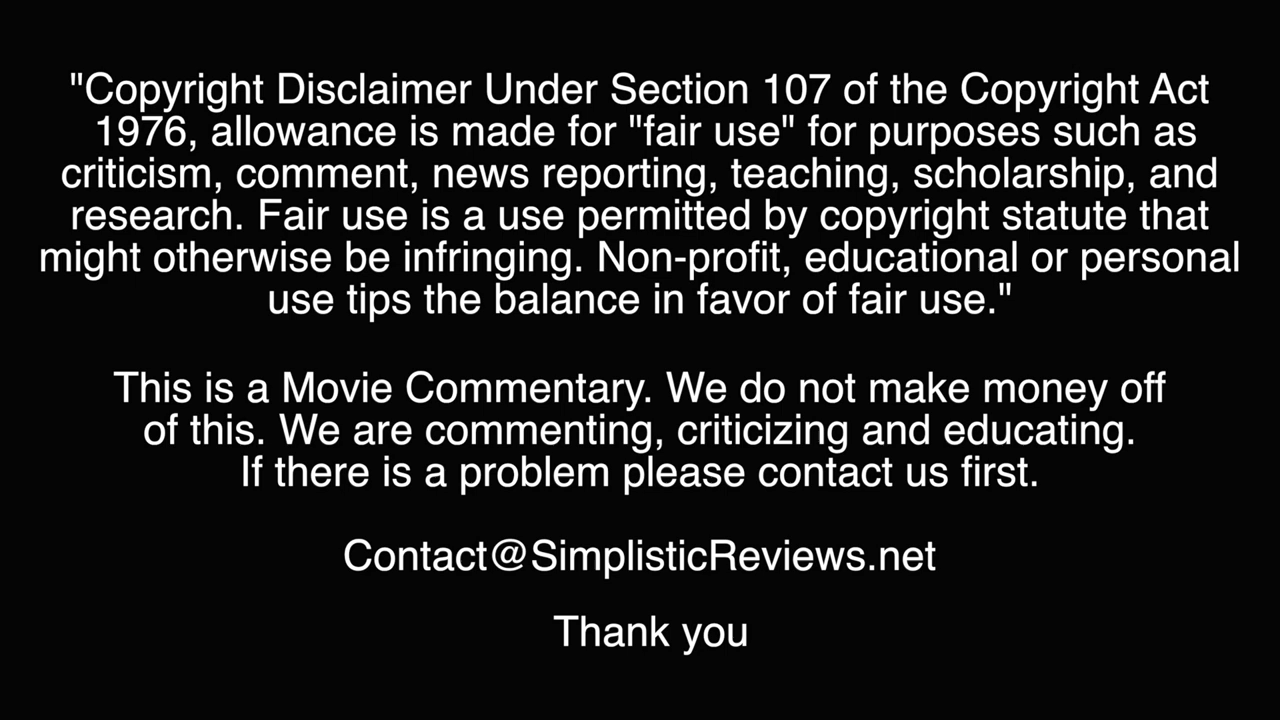 "Copyright Disclaimer Under Section 107 of the Copyright Act
1976, allowance is made for "fair use" for purposes such as
criticism, comment, news reporting, teaching, scholarship, and
research. Fair use is a use permitted by copyright statute that
might otherwise be infringing. Non-profit, educational or personal
use tips the balance in favor of fair use."
This is a Movie Commentary. We do not make money off
of this. We are commenting, criticizing and educating.
If there is a problem please contact us first.
Contact@SimplisticReviews.net
Thank you